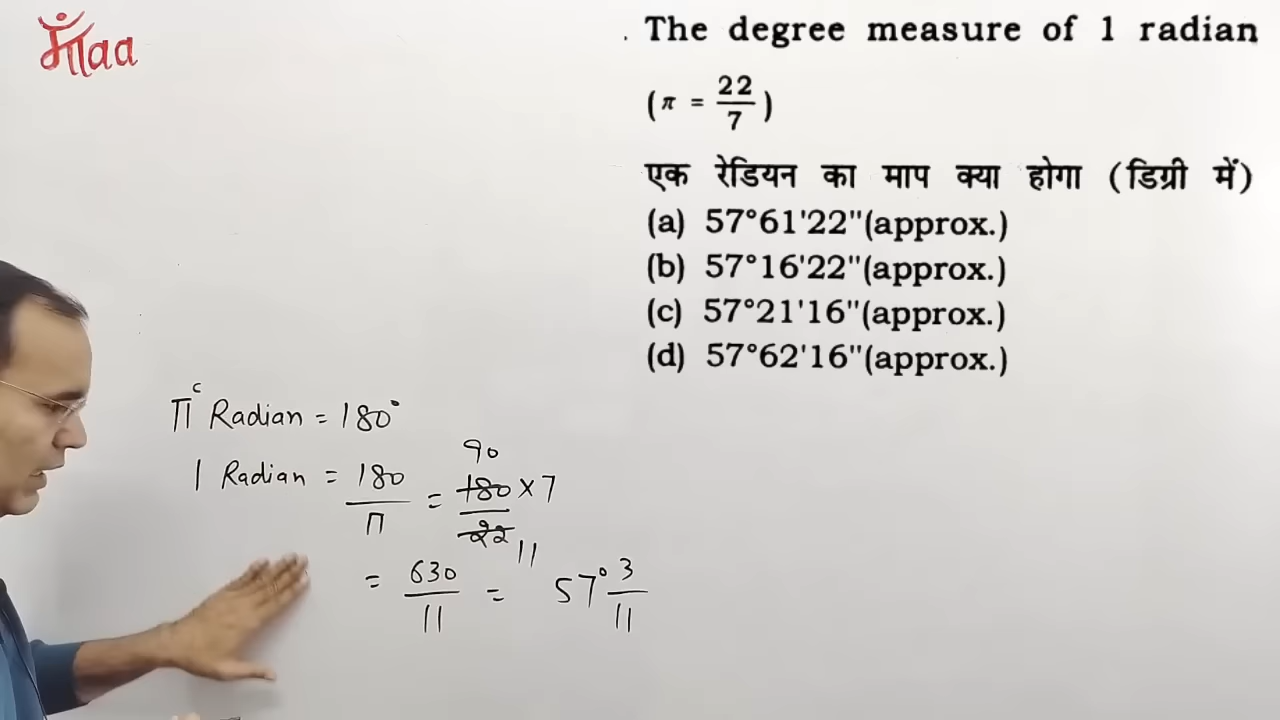 माँaa
. The degree measure of 1 radian
(π = 22/7)
एक रेडियन का माप क्या होगा (डिग्री में)
(a) 57°61'22"(approx.)
(b) 57°16'22"(approx.)
(c) 57°21'16"(approx.)
(d) 57°62'16"(approx.)
π^c Radian = 180°
1 Radian = 180/π = 180 90 × 7 / 22 11
= 630/11 = 57° 3/11